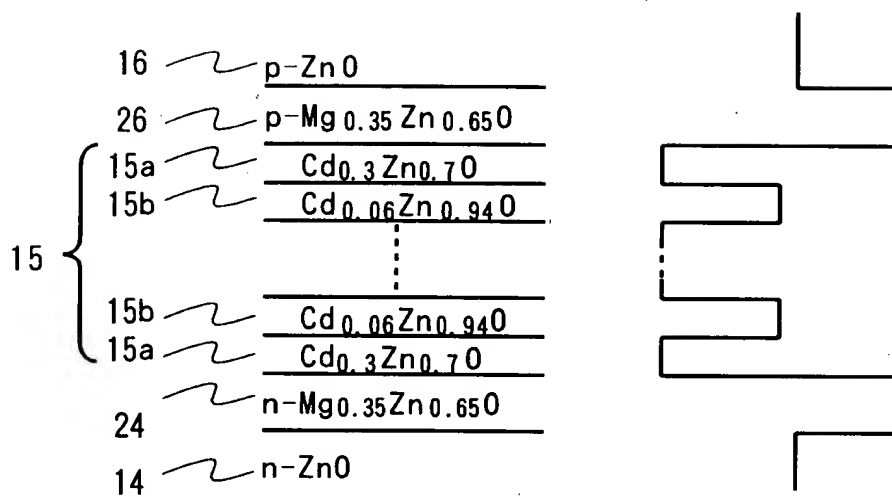 16 p-ZnO
26 p-Mg0.35Zn0.65O
15a Cd0.3Zn0.7O
15b Cd0.06Zn0.94O
15
15b Cd0.06Zn0.94O
15a Cd0.3Zn0.7O
24 n-Mg0.35Zn0.65O
14 n-ZnO